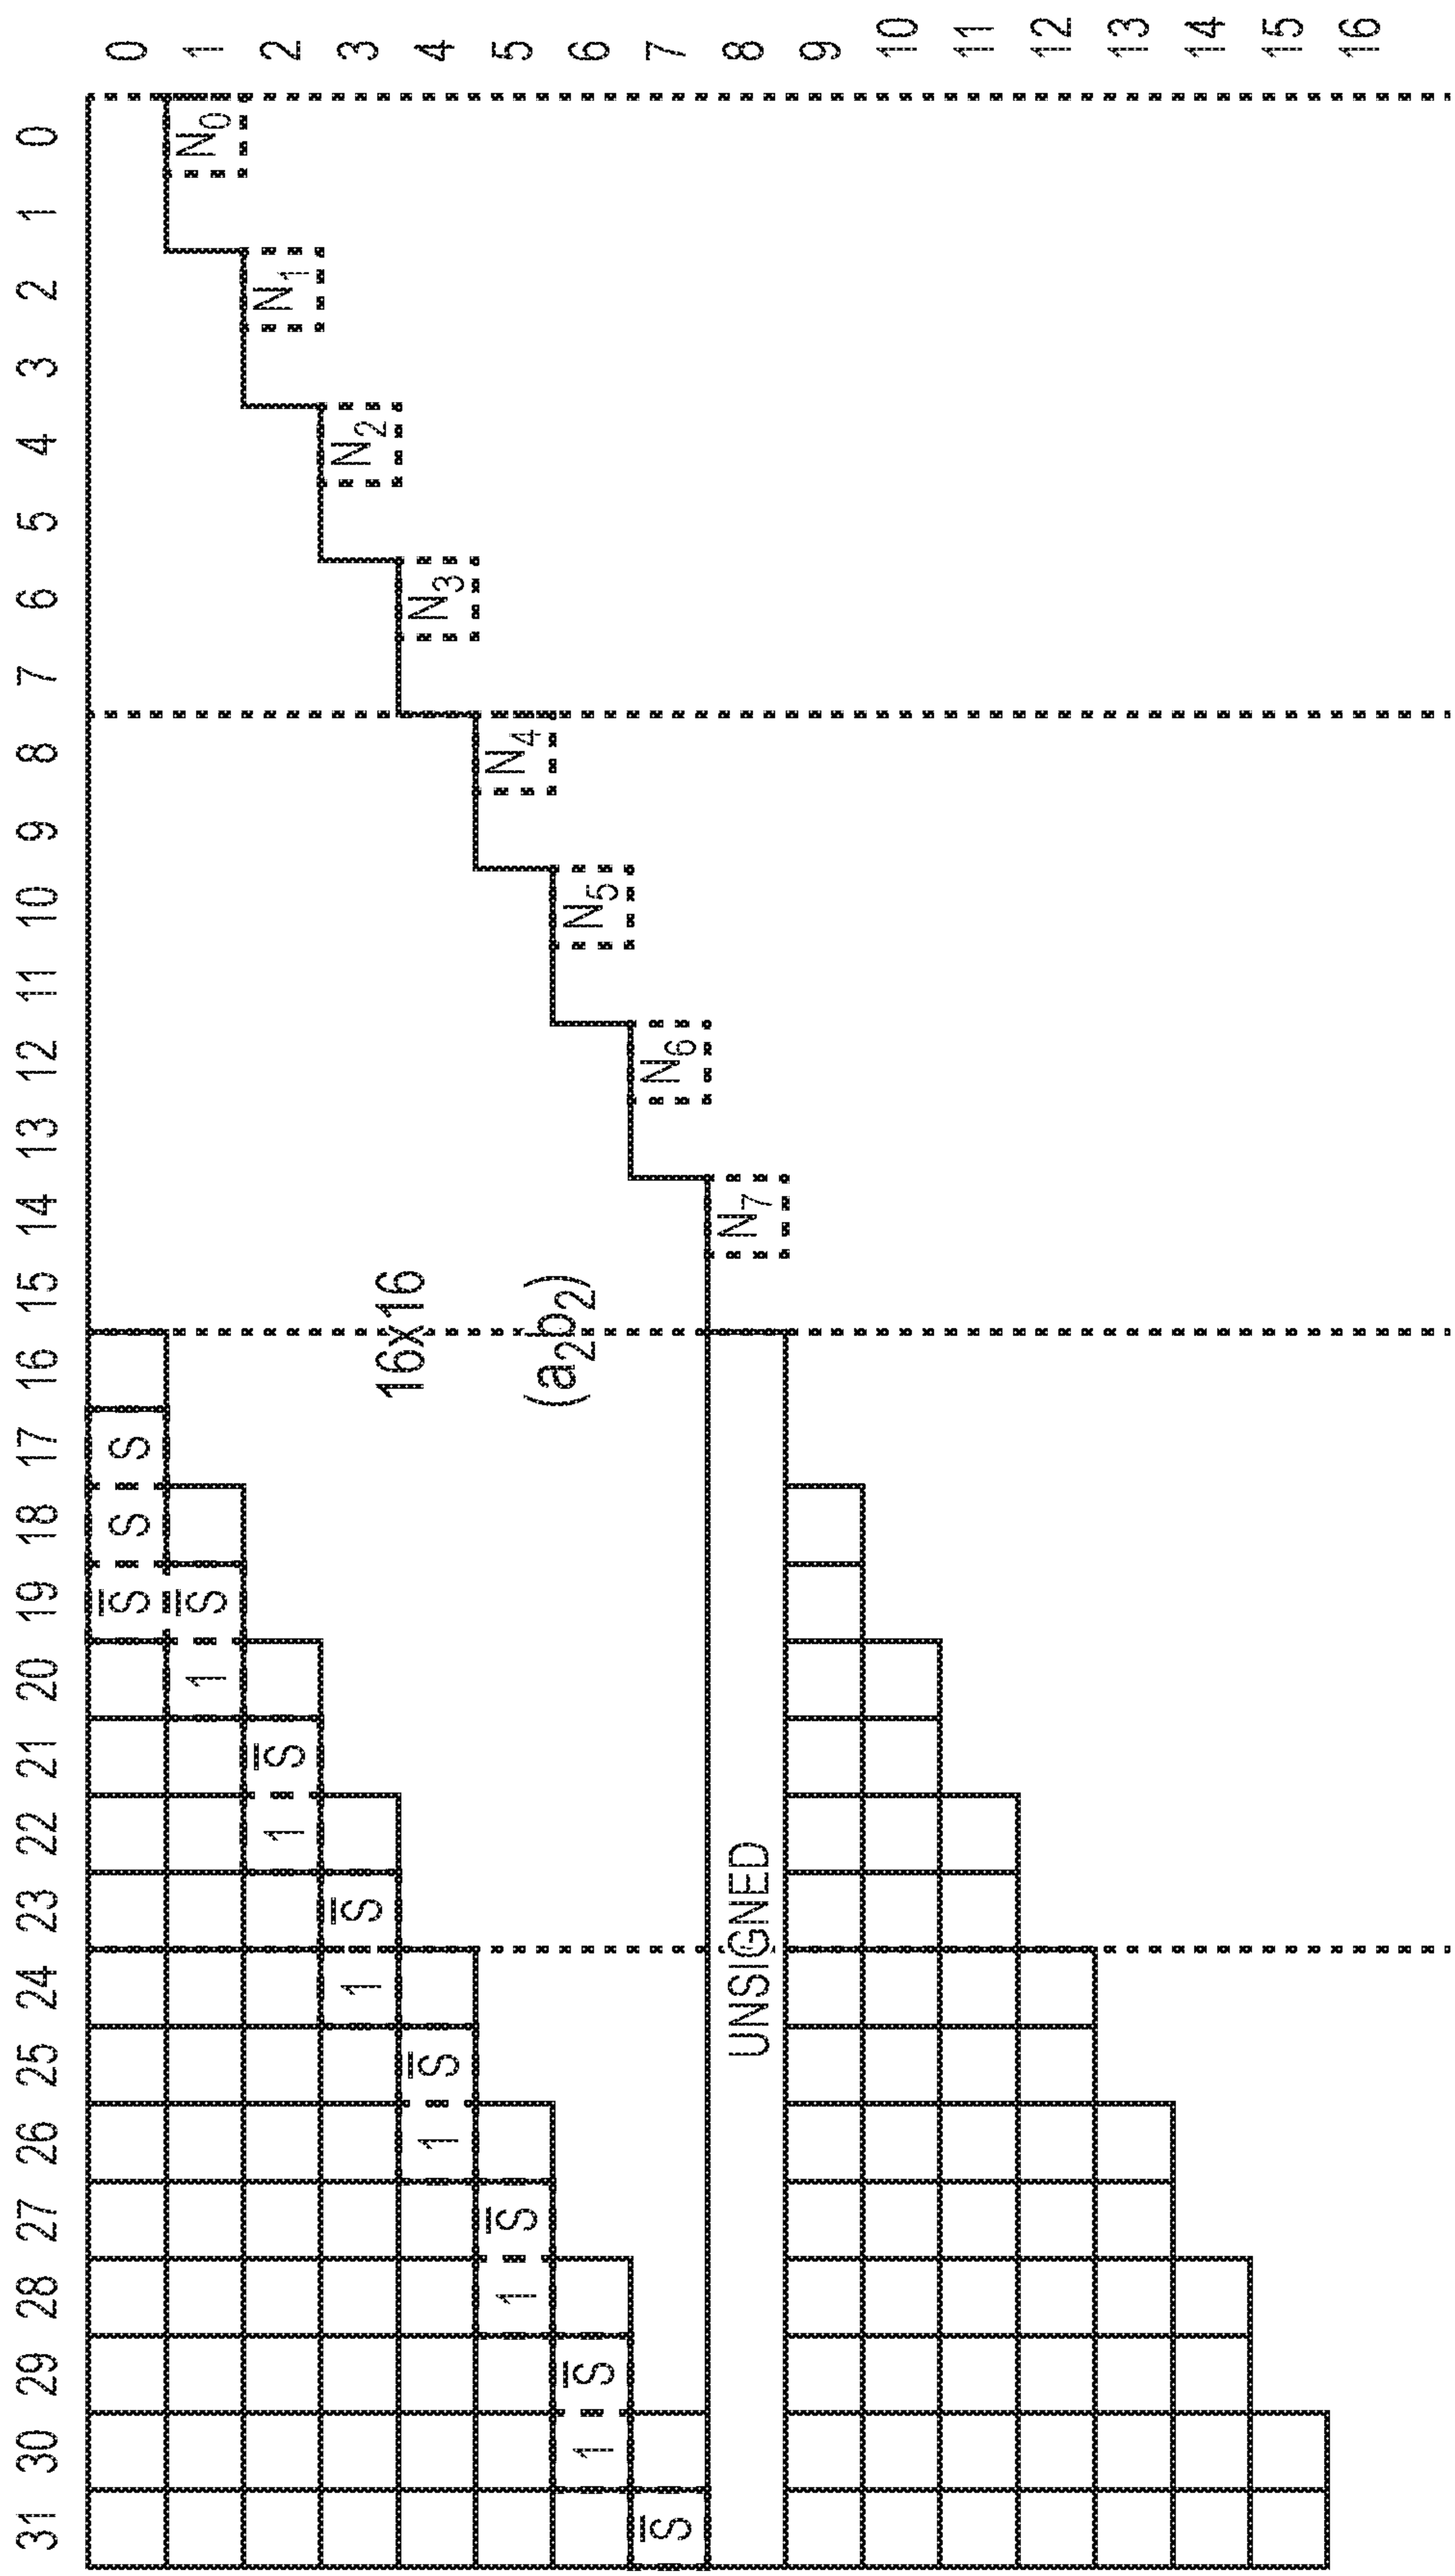 31 30 29 28 27 26 25 24 23 22 21 20 19 18 17 16 15 14 13 12 11 10 9 8 7 6 5 4 3 2 1 0
S̅ S S 0
1 S̅ N₀ 1
1 S̅ N₁ 2
1 S̅ N₂ 3
1 S̅ 16x16 N₃ 4
1 S̅ N₄ 5
1 S̅ (a₂b₂) N₅ 6
S̅ N₆ 7
UNSIGNED N₇ 8
9
10
11
12
13
14
15
16